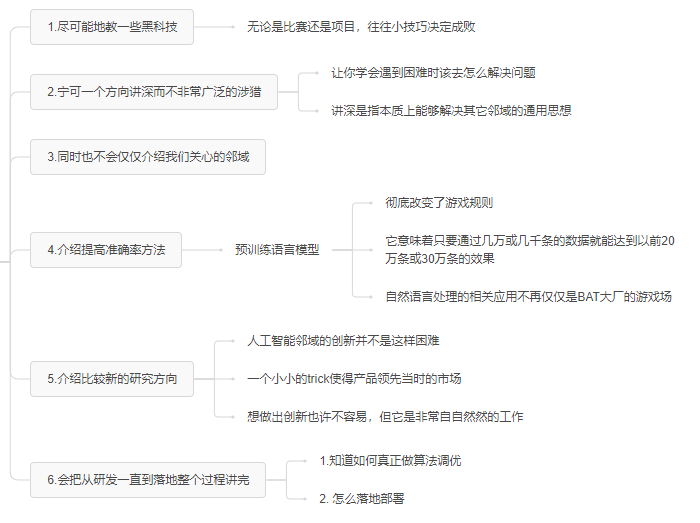 1.尽可能地教一些黑科技
无论是比赛还是项目，往往小技巧决定成败
2.宁可一个方向讲深而不非常广泛的涉猎
让你学会遇到困难时该去怎么解决问题
讲深是指本质上能够解决其它邻域的通用思想
3.同时也不会仅仅介绍我们关心的邻域
4.介绍提高准确率方法
预训练语言模型
彻底改变了游戏规则
它意味着只要通过几万或几千条的数据就能达到以前20
万条或30万条的效果
自然语言处理的相关应用不再仅仅是BAT大厂的游戏场
5.介绍比较新的研究方向
人工智能邻域的创新并不是这样困难
一个小小的trick使得产品领先当时的市场
想做出创新也许不容易，但它是非常自自然然的工作
6.会把从研发一直到落地整个过程讲完
1.知道如何真正做算法调优
2. 怎么落地部署